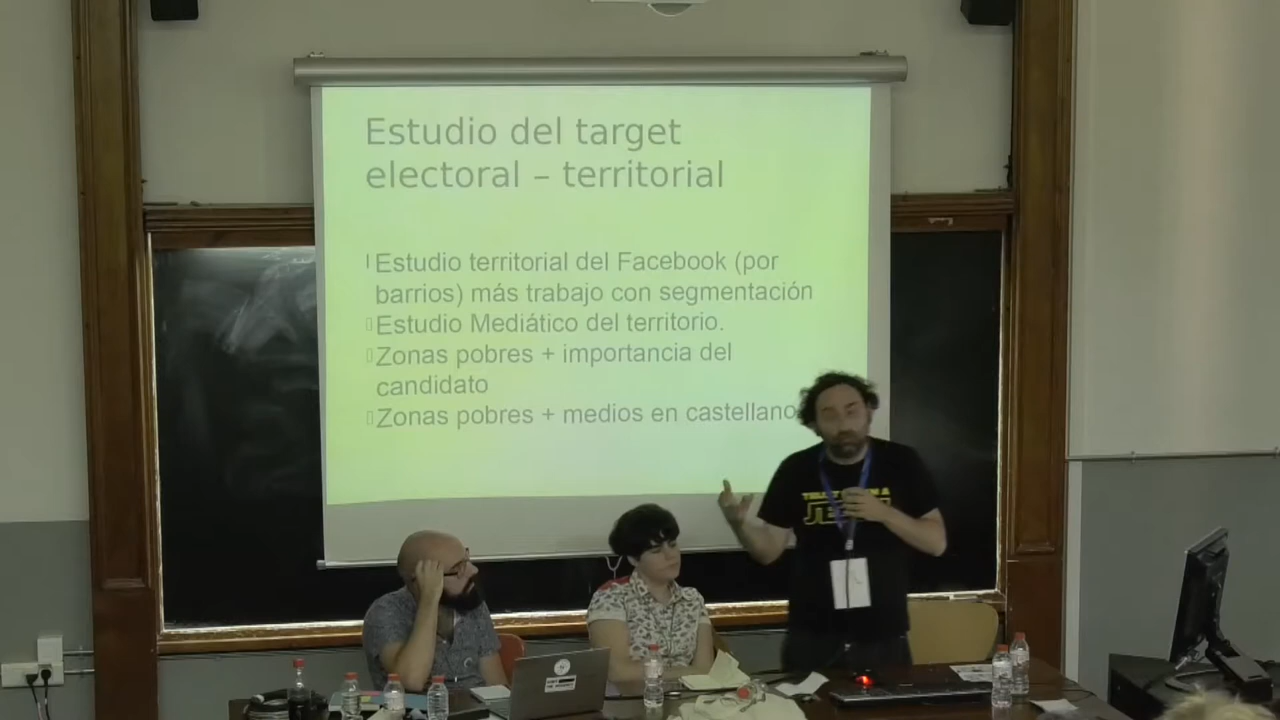 Estudio del target
electoral – territorial
Estudio territorial del Facebook (por
barrios) más trabajo con segmentación
Estudio Mediático del territorio.
Zonas pobres + importancia del
candidato
Zonas pobres + medios en castellano